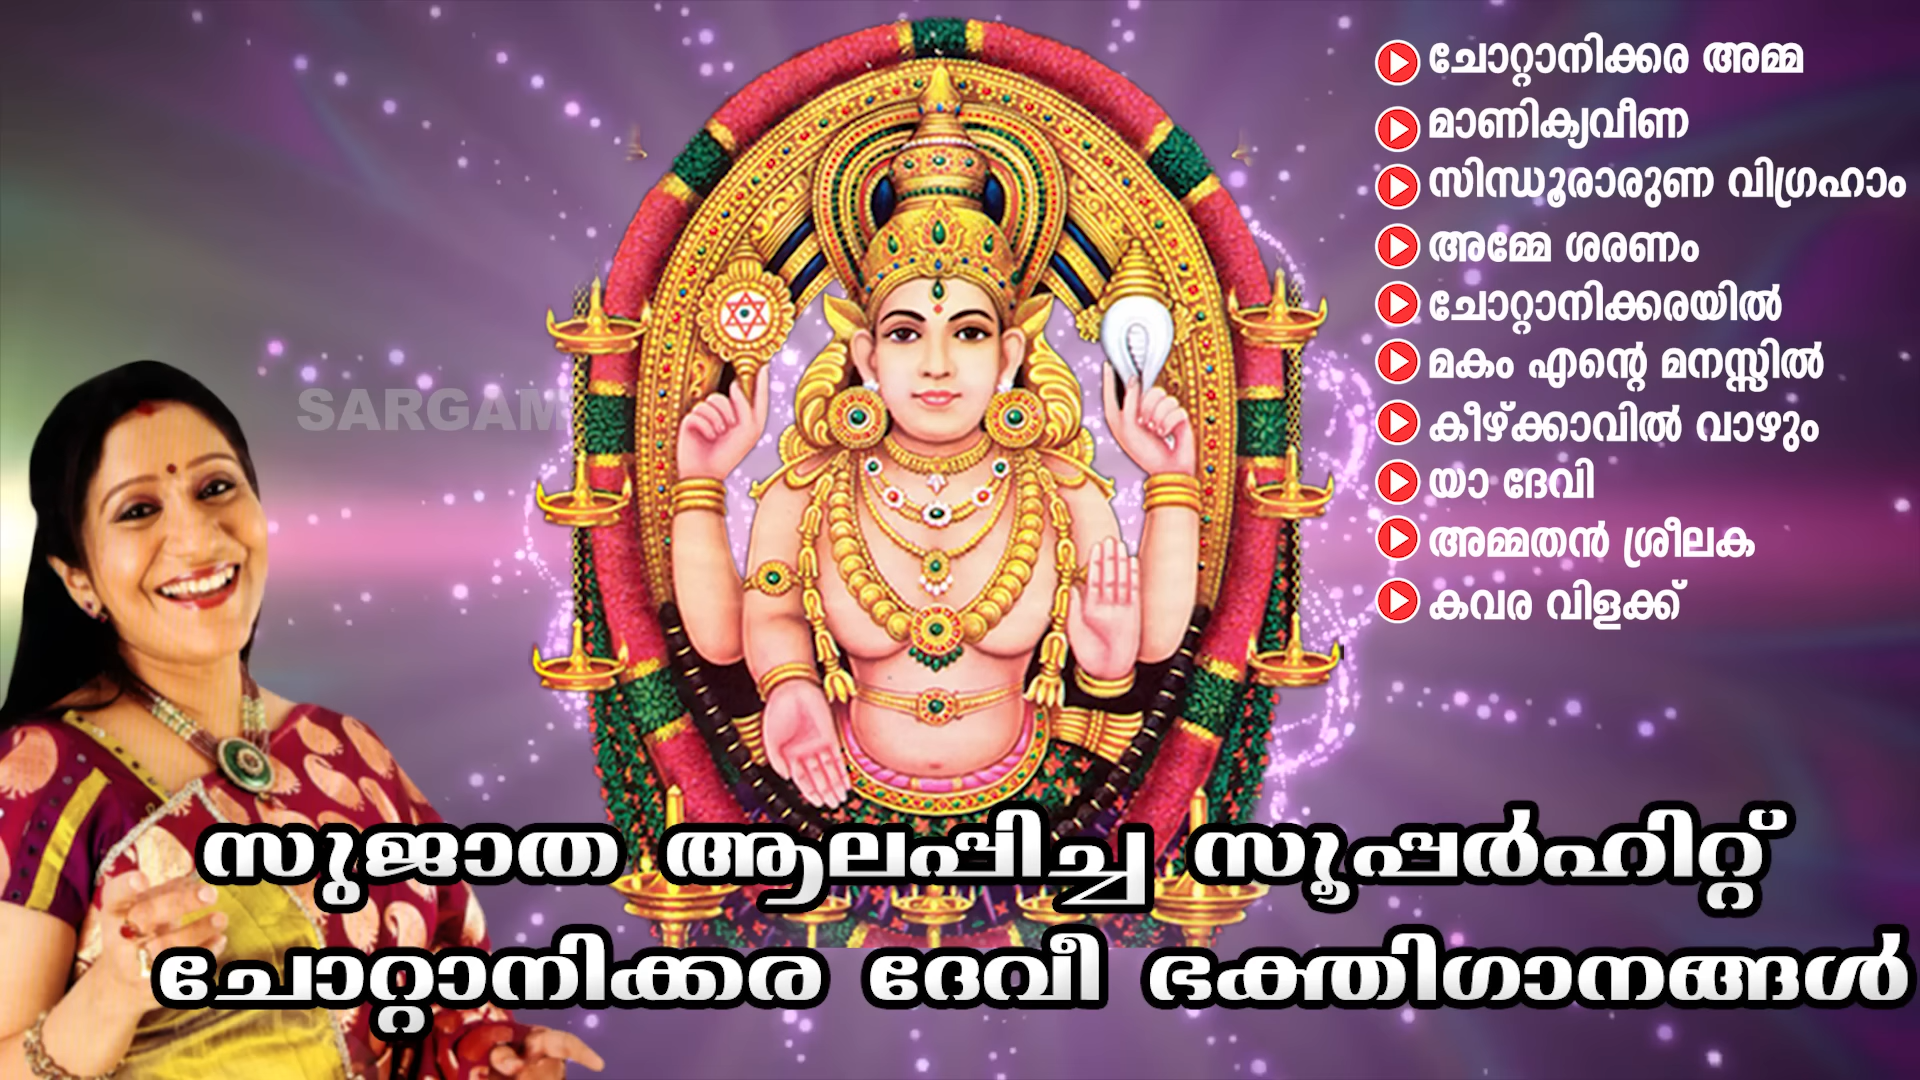 ചോറ്റാനിക്കര അമ്മ
മാണിക്യവീണ
സിന്ധൂരാരുണ വിഗ്രഹാം
അമ്മേ ശരണം
ചോറ്റാനിക്കരയിൽ
മകം എന്റെ മനസ്സിൽ
കീഴ്ക്കാവിൽ വാഴും
യാ ദേവി
അമ്മതൻ ശ്രീലക
കവര വിളക്ക്
SARGAM
സുജാത ആലപിച്ച സൂപ്പർഹിറ്റ്
ചോറ്റാനിക്കര ദേവീ ഭക്തിഗാനങ്ങൾ